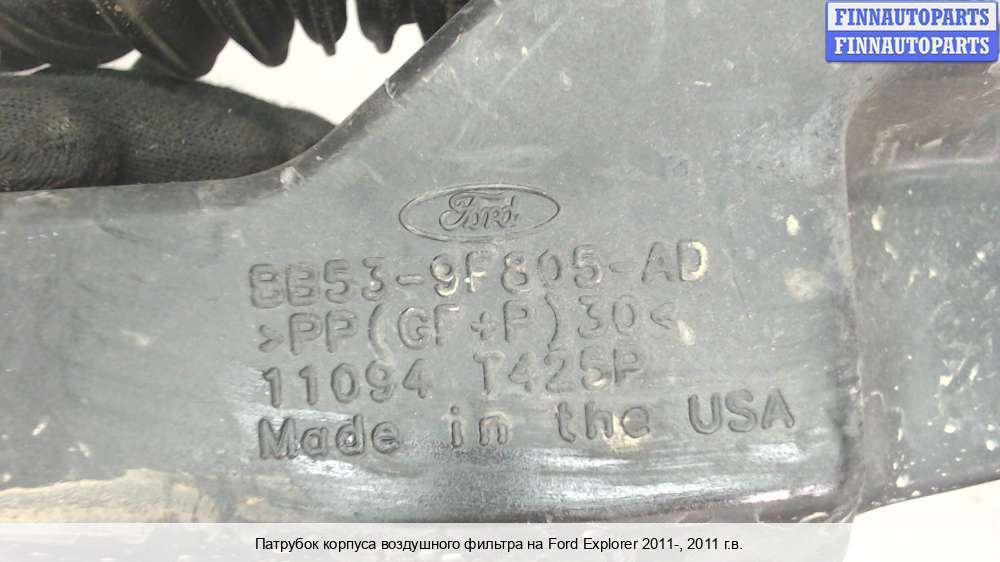 FINNAUTOPARTS
FINNAUTOPARTS
Ford
BB53-9F805-AD
>PP(GF+P)30<
11094 T425P
Made in the USA
Патрубок корпуса воздушного фильтра на Ford Explorer 2011-, 2011 г.в.